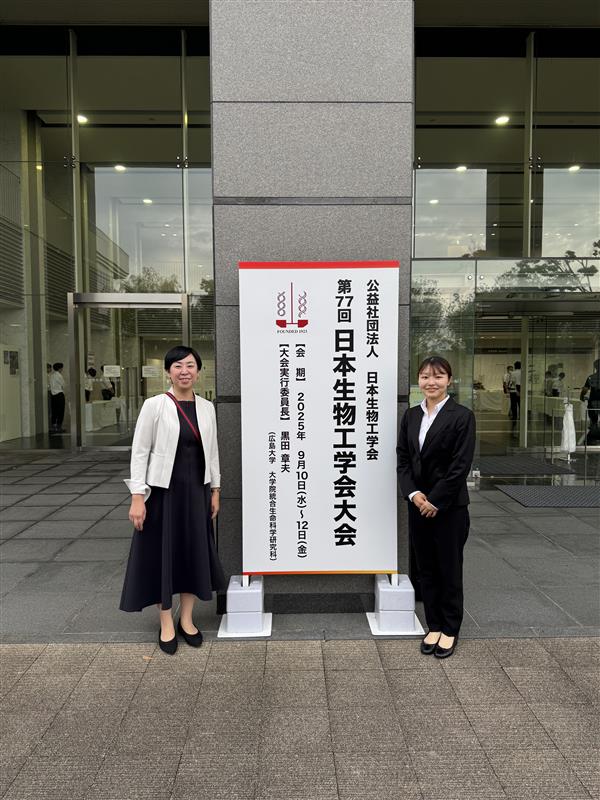 公益社団法人 日本生物工学会
第77回 日本生物工学会大会
【会 期】 2025年 9月10日(水)～12日(金)
【大会実行委員長】 黒田 章夫
(広島大学 大学院統合生命科学研究科)
FOUNDED 1923